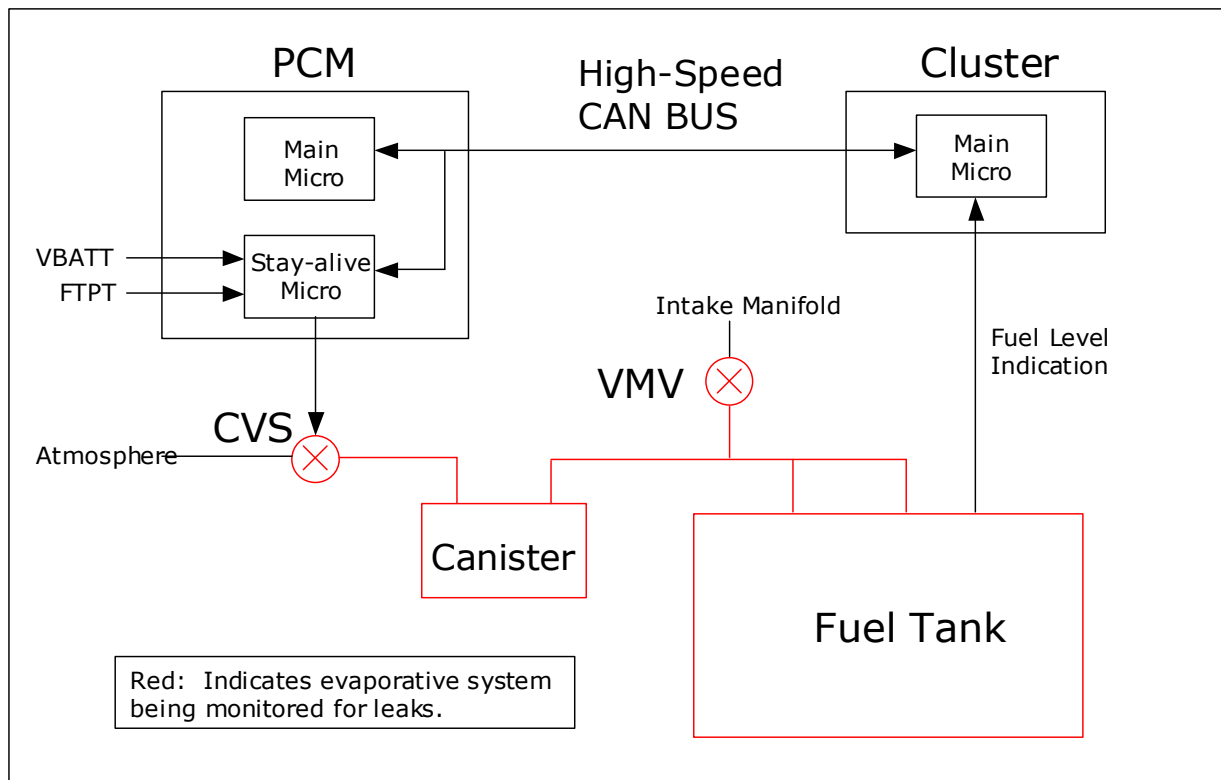 PCM
High-Speed
CAN BUS
Cluster
Main
Micro
Main
Micro
VBATT
FTPT
Stay-alive
Micro
Intake Manifold
Fuel Level
Indication
VMV
CVS
Atmosphere
Canister
Fuel Tank
Red:  Indicates evaporative system
being monitored for leaks.